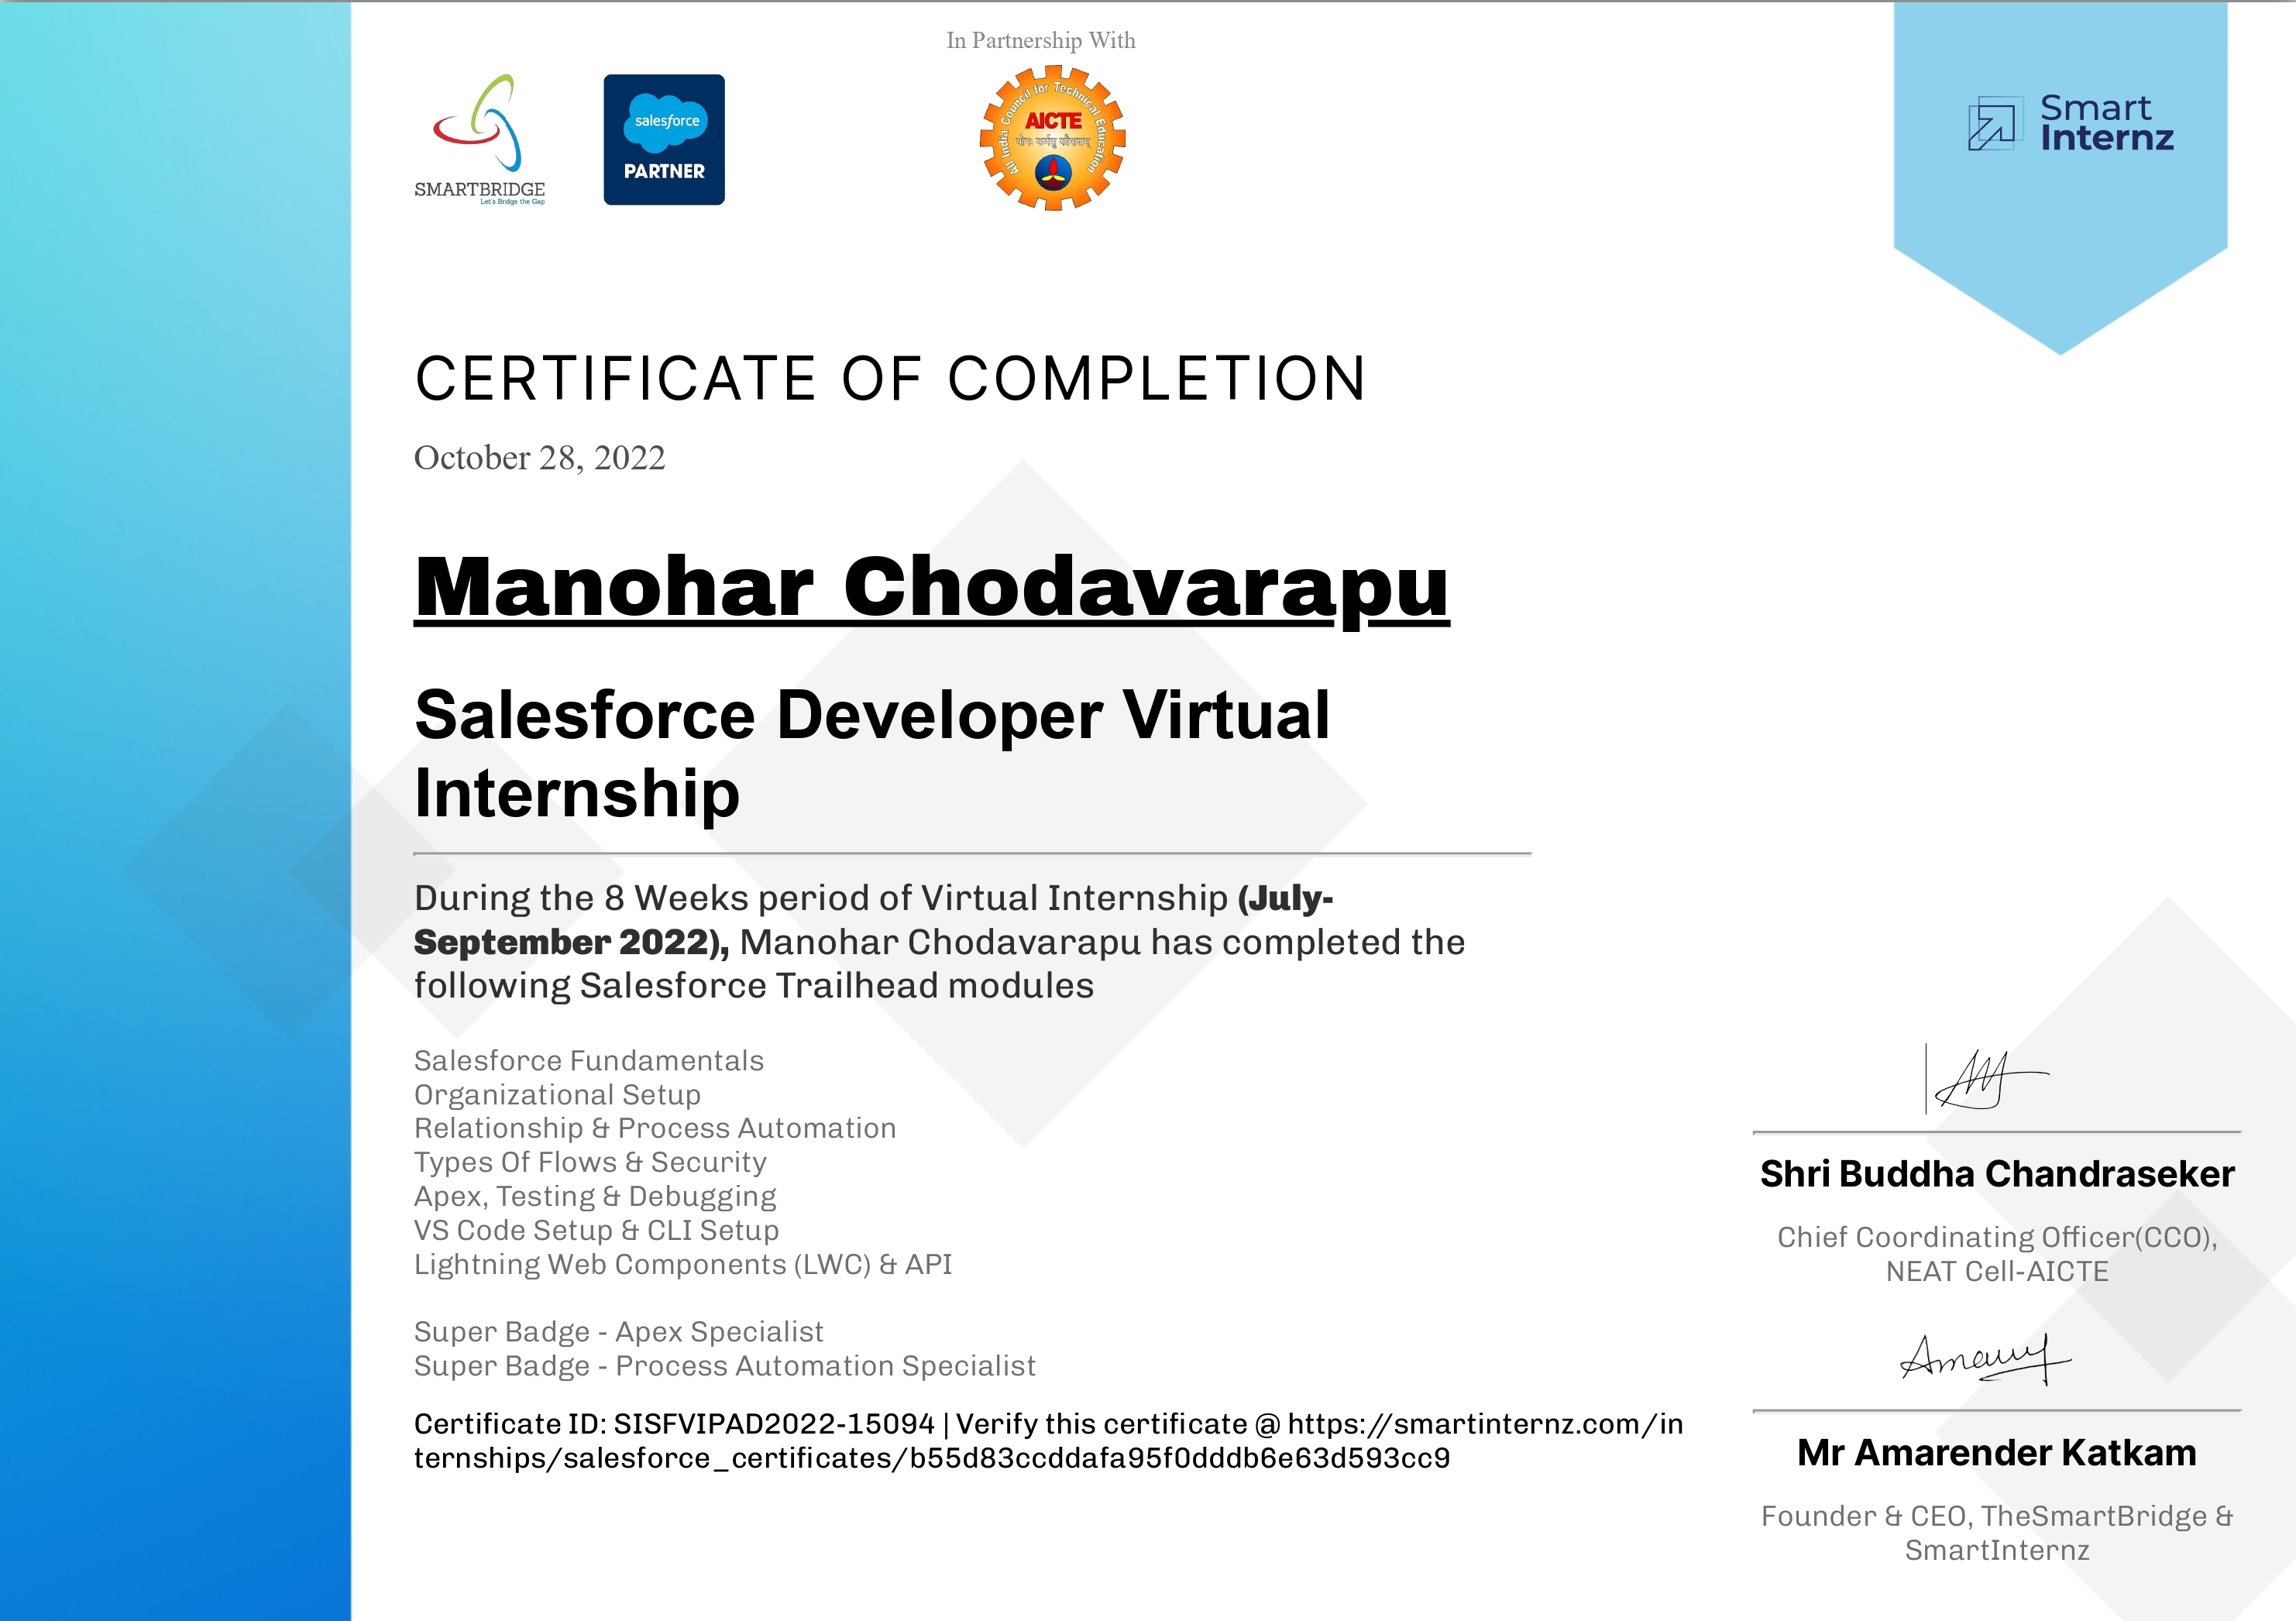 In Partnership With
SMARTBRIDGE
Let's Bridge the Gap
salesforce
PARTNER
All India Council for Technical Education
AICTE
योगः कर्मसु कौशलम्
Smart
Internz
CERTIFICATE OF COMPLETION
October 28, 2022
Manohar Chodavarapu
Salesforce Developer Virtual
Internship
During the 8 Weeks period of Virtual Internship (July-
September 2022), Manohar Chodavarapu has completed the
following Salesforce Trailhead modules
Salesforce Fundamentals
Organizational Setup
Relationship & Process Automation
Types Of Flows & Security
Apex, Testing & Debugging
VS Code Setup & CLI Setup
Lightning Web Components (LWC) & API
Super Badge - Apex Specialist
Super Badge - Process Automation Specialist
Certificate ID: SISFVIPAD2022-15094 | Verify this certificate @ https://smartinternz.com/in
ternships/salesforce_certificates/b55d83ccddafa95f0dddb6e63d593cc9
Shri Buddha Chandraseker
Chief Coordinating Officer(CCO),
NEAT Cell-AICTE
Mr Amarender Katkam
Founder & CEO, TheSmartBridge &
SmartInternz